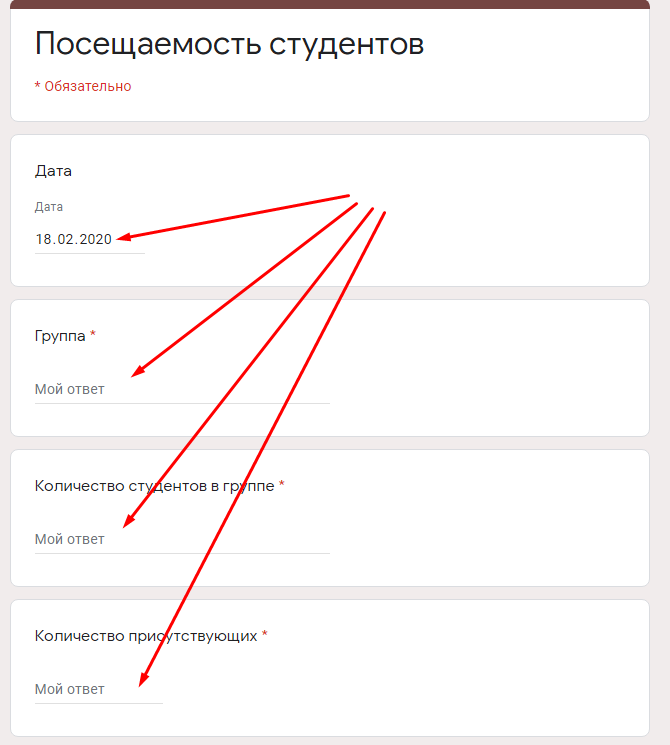 Посещаемость студентов
* Обязательно
Дата
Дата
18.02.2020
Группа *
Мой ответ
Количество студентов в группе *
Мой ответ
Количество присутствующих *
Мой ответ